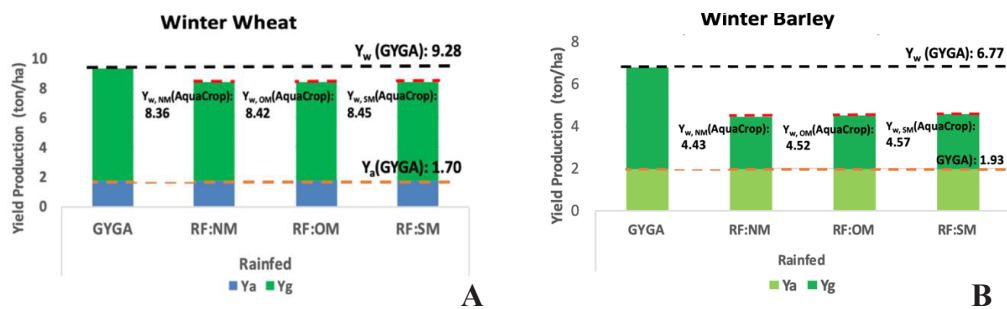 Winter Wheat
Yield Production (ton/ha)
10
8
6
4
2
0
Yw (GYGA): 9.28
Yw, NM(AquaCrop):
8.36
Yw, OM(AquaCrop):
8.42
Yw, SM(AquaCrop):
8.45
Ya(GYGA): 1.70
GYGA
RF:NM
RF:OM
RF:SM
Rainfed
Ya Yg
A
B
Winter Barley
Yield Production (ton/ha)
8
6
4
2
0
Yw (GYGA): 6.77
Yw, NM(AquaCrop):
4.43
Yw, OM(AquaCrop):
4.52
Yw, SM(AquaCrop):
4.57
GYGA): 1.93
GYGA
RF:NM
RF:OM
RF:SM
Rainfed
Ya Yg
A
B